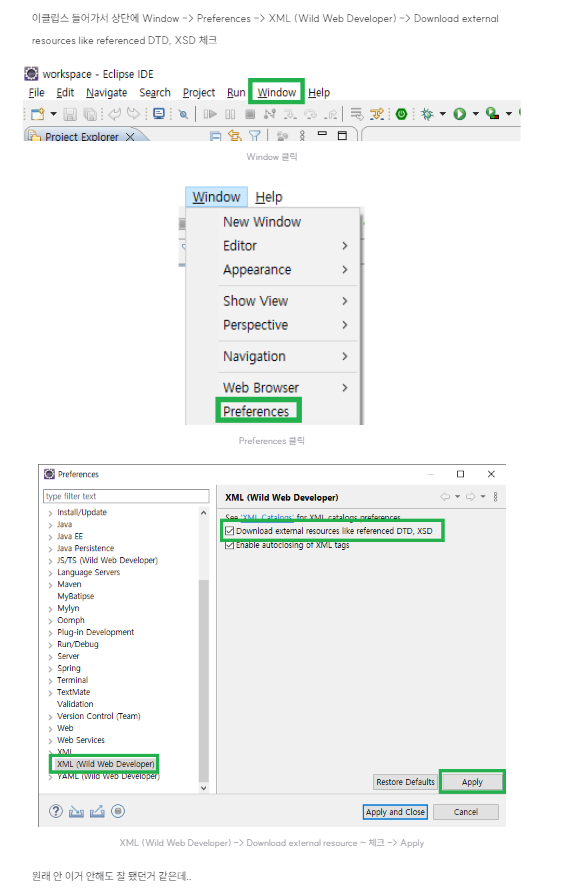 이클립스 들어가서 상단에 Window -> Preferences -> XML (Wild Web Developer) -> Download external
resources like referenced DTD, XSD 체크
workspace - Eclipse IDE
File Edit Navigate Search Project Run Window Help
Project Explorer
Window 클릭
Window Help
New Window
Editor
Appearance
Show View
Perspective
Navigation
Web Browser
Preferences
Preferences 클릭
Preferences
type filter text
Install/Update
Java
Java EE
Java Persistence
JS/TS (Wild Web Developer)
Language Servers
Maven
MyBatipse
Mylyn
Oomph
Plug-in Development
Run/Debug
Server
Spring
Terminal
TextMate
Validation
Version Control (Team)
Web
Web Services
XML
XML (Wild Web Developer)
YAML (Wild Web Developer)
XML (Wild Web Developer)
See 'XML Catalogs' for XML catalogs preferences.
Download external resources like referenced DTD, XSD
Enable autoclosing of XML tags
Restore Defaults Apply
Apply and Close Cancel
XML (Wild Web Developer) -> Download external resource ~ 체크 -> Apply
원래 안 이거 안해도 잘 됐던거 같은데..